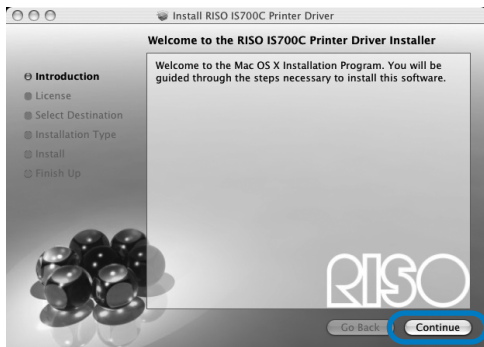 Install RISO IS700C Printer Driver
Welcome to the RISO IS700C Printer Driver Installer
Introduction
License
Select Destination
Installation Type
Install
Finish Up
Welcome to the Mac OS X Installation Program. You will be
guided through the steps necessary to install this software.
RISO
Go Back
Continue